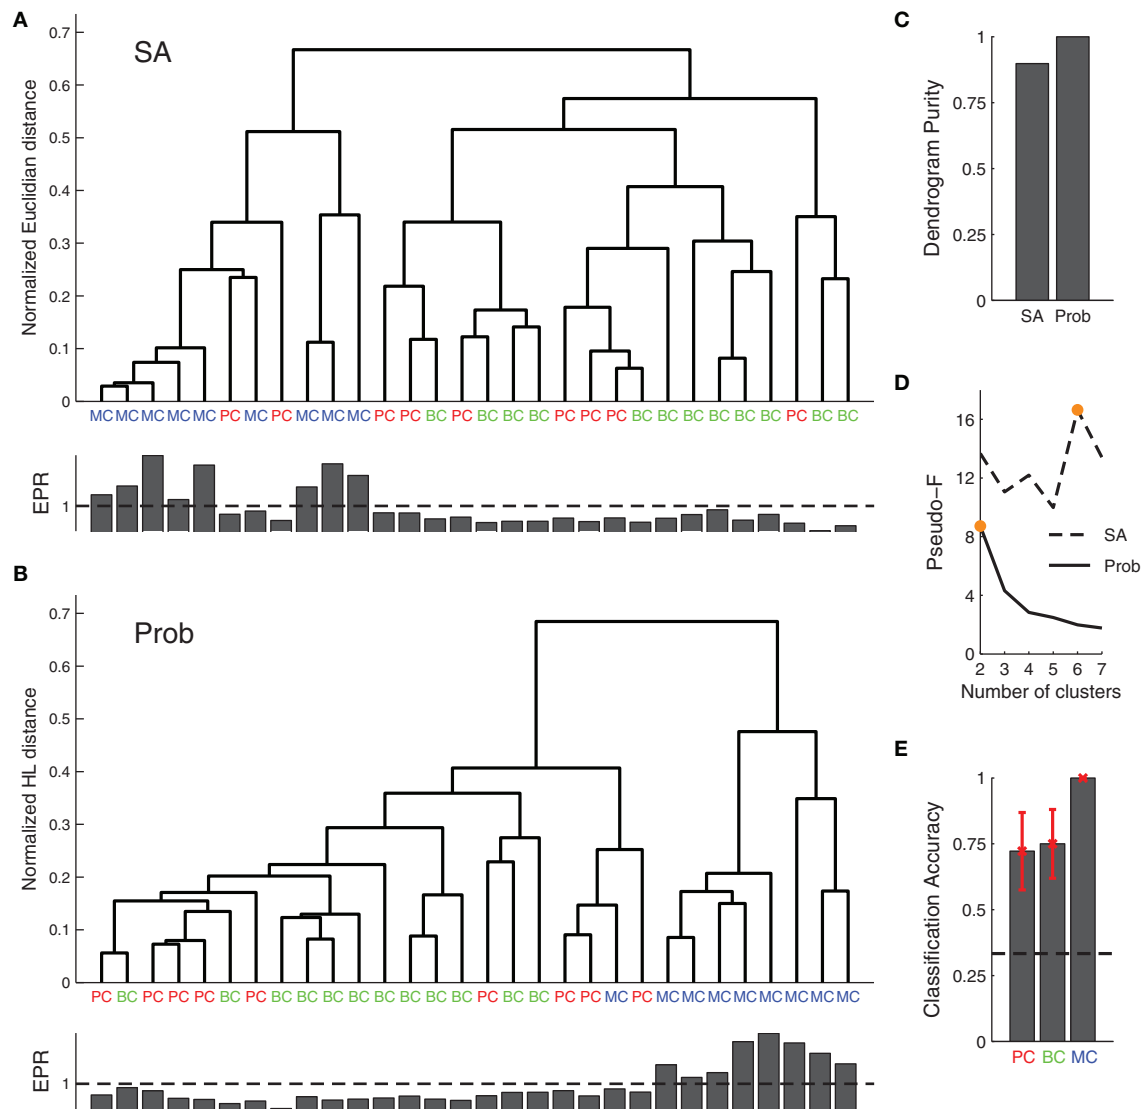 A
SA
Normalized Euclidian distance
0.7
0.6
0.5
0.4
0.3
0.2
0.1
0
MC MC MC MC MC PC MC PC MC MC MC PC PC BC PC BC BC BC PC PC PC BC BC BC BC BC BC PC BC BC
EPR
1
B
Prob
Normalized HL distance
0.7
0.6
0.5
0.4
0.3
0.2
0.1
0
PC BC PC PC PC BC PC BC BC BC BC BC BC BC BC PC BC BC PC PC MC PC MC MC MC MC MC MC MC MC
EPR
1
C
Dendrogram Purity
1
0.75
0.5
0.25
0
SA Prob
D
Pseudo-F
16
12
8
4
0
SA
Prob
2 3 4 5 6 7
Number of clusters
E
Classification Accuracy
1
0.75
0.5
0.25
0
PC BC MC